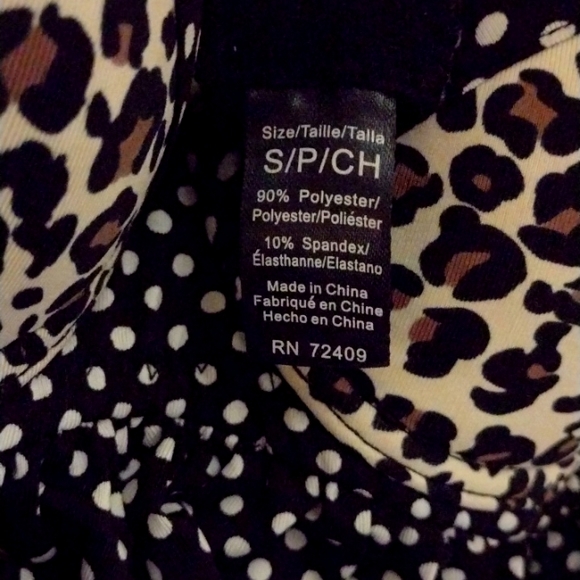 Size/Taille/Talla
S/P/CH
90% Polyester/
Polyester/Poliéster
10% Spandex/
Élasthanne/Elastano
Made in China
Fabriqué en Chine
Hecho en China
RN 72409